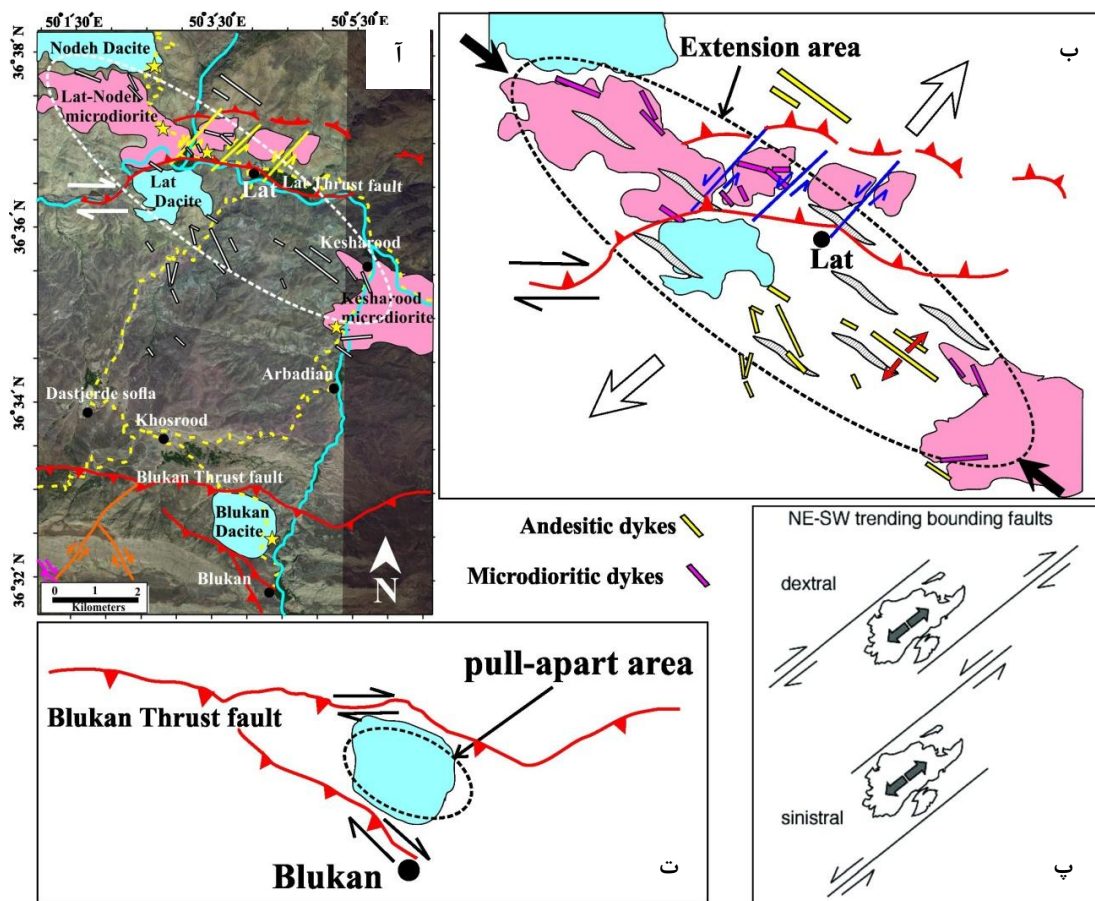 50°1'30"E
50°3'30"E
50°5'30"E
36°38'N
36°36'N
36°34'N
36°32'N
آ
Nodeh Dacite
Lat-Nodeh
microdiorite
Lat
Dacite
Lat
Lat Thrust fault
Kesharood
Kesharood
microdiorite
Arbadian
Dastjerde sofla
Khosrood
Blukan Thrust fault
Blukan
Dacite
Blukan
0 1 2
Kilometers
N
ب
Extension area
Lat
Andesitic dykes
Microdioritic dykes
NE-SW trending bounding faults
dextral
sinistral
پ
pull-apart area
Blukan Thrust fault
Blukan
ت